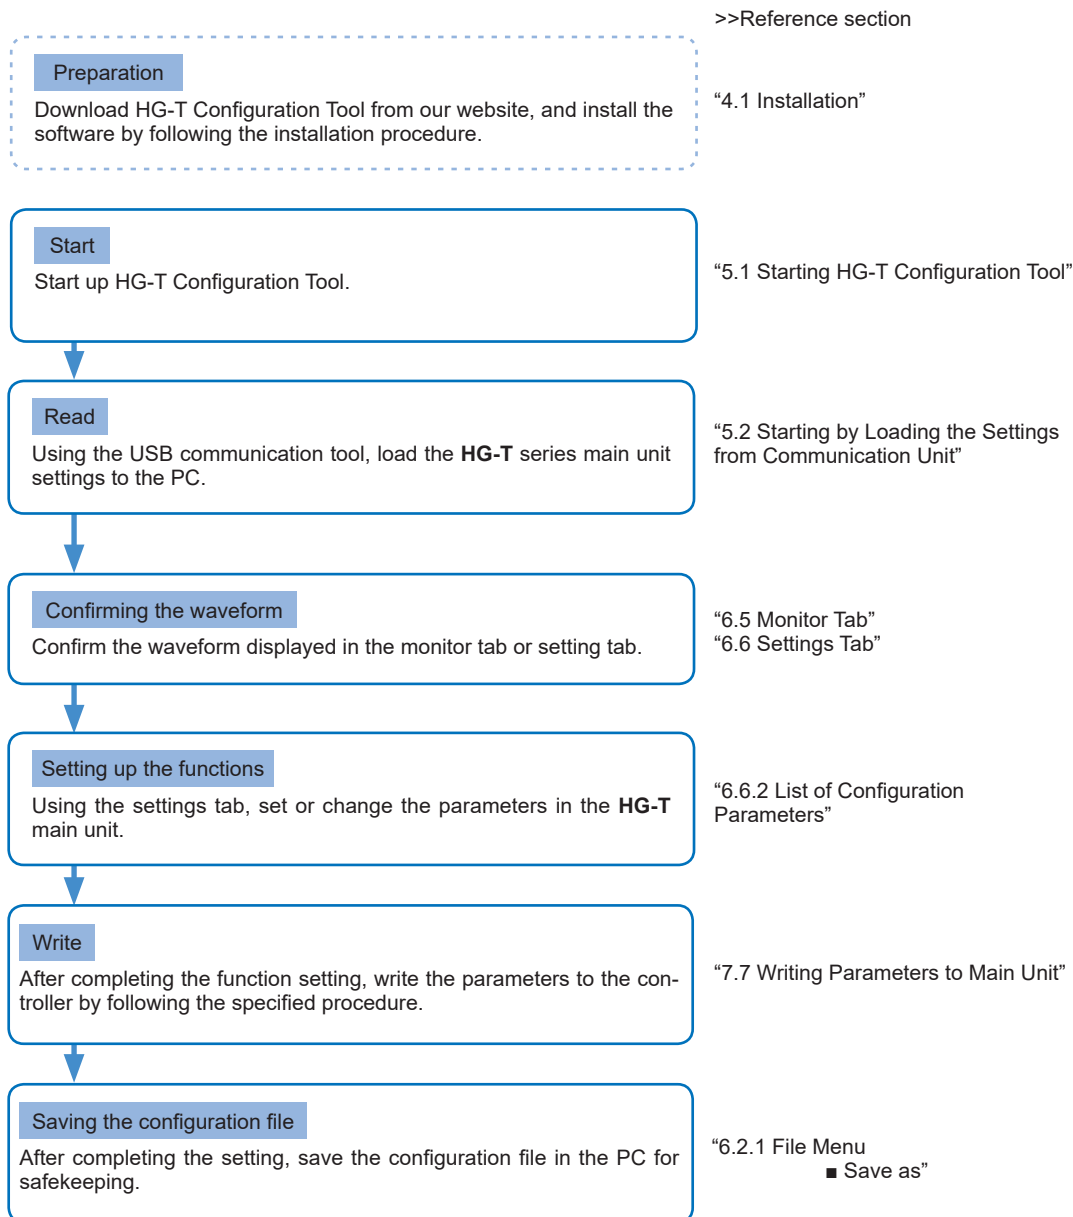 >>Reference section
Preparation
Download HG-T Configuration Tool from our website, and install the
software by following the installation procedure.
“4.1 Installation”
Start
Start up HG-T Configuration Tool.
“5.1 Starting HG-T Configuration Tool”
Read
Using the USB communication tool, load the HG-T series main unit
settings to the PC.
“5.2 Starting by Loading the Settings
from Communication Unit”
Confirming the waveform
Confirm the waveform displayed in the monitor tab or setting tab.
“6.5 Monitor Tab”
“6.6 Settings Tab”
Setting up the functions
Using the settings tab, set or change the parameters in the HG-T
main unit.
“6.6.2 List of Configuration
Parameters”
Write
After completing the function setting, write the parameters to the con-
troller by following the specified procedure.
“7.7 Writing Parameters to Main Unit”
Saving the configuration file
After completing the setting, save the configuration file in the PC for
safekeeping.
“6.2.1 File Menu
■ Save as”